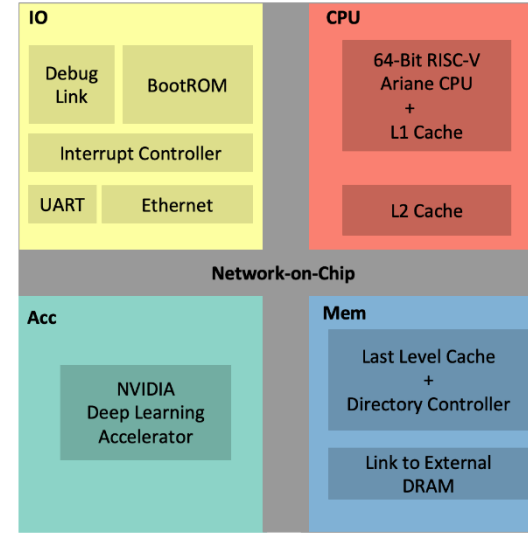 IO
Debug
Link
BootROM
Interrupt Controller
UART
Ethernet
CPU
64-Bit RISC-V
Ariane CPU
+
L1 Cache
L2 Cache
Network-on-Chip
Acc
NVIDIA
Deep Learning
Accelerator
Mem
Last Level Cache
+
Directory Controller
Link to External
DRAM